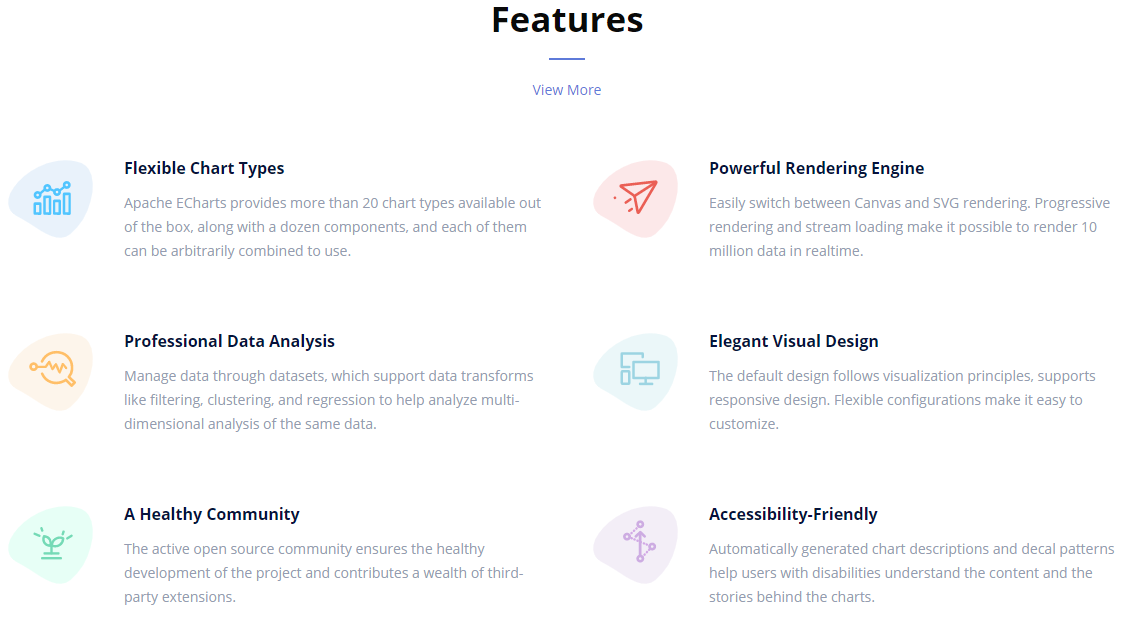 Features
View More
Flexible Chart Types
Apache ECharts provides more than 20 chart types available out
of the box, along with a dozen components, and each of them
can be arbitrarily combined to use.
Powerful Rendering Engine
Easily switch between Canvas and SVG rendering. Progressive
rendering and stream loading make it possible to render 10
million data in realtime.
Professional Data Analysis
Manage data through datasets, which support data transforms
like filtering, clustering, and regression to help analyze multi-
dimensional analysis of the same data.
Elegant Visual Design
The default design follows visualization principles, supports
responsive design. Flexible configurations make it easy to
customize.
A Healthy Community
The active open source community ensures the healthy
development of the project and contributes a wealth of third-
party extensions.
Accessibility-Friendly
Automatically generated chart descriptions and decal patterns
help users with disabilities understand the content and the
stories behind the charts.